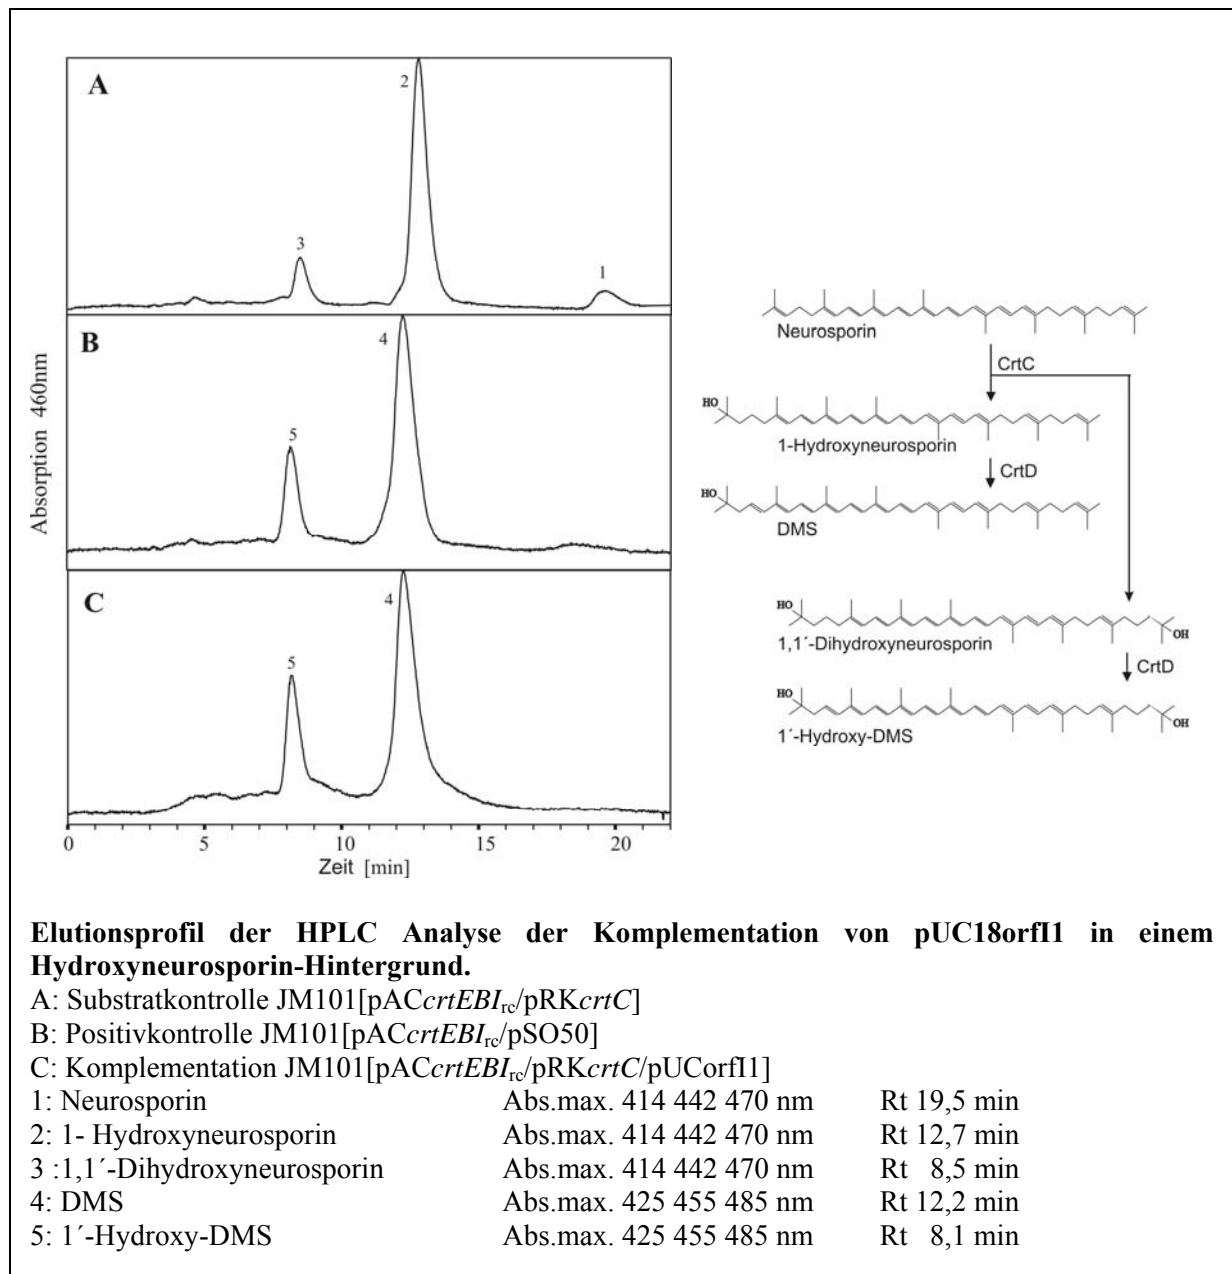 A
2
3
1
B
4
5
C
4
5
Absorption 460nm
0 5 10 15 20
Zeit [min]
Neurosporin
CrtC
HO
1-Hydroxyneurosporin
CrtD
HO
DMS
HO
OH
1,1´-Dihydroxyneurosporin
CrtD
HO
OH
1´-Hydroxy-DMS
Elutionsprofil der HPLC Analyse der Komplementation von pUC18orfI1 in einem
Hydroxyneurosporin-Hintergrund.
A: Substratkontrolle JM101[pACcrtEBIrc/pRKcrtC]
B: Positivkontrolle JM101[pACcrtEBIrc/pSO50]
C: Komplementation JM101[pACcrtEBIrc/pRKcrtC/pUCorfI1]
1: Neurosporin Abs.max. 414 442 470 nm Rt 19,5 min
2: 1- Hydroxyneurosporin Abs.max. 414 442 470 nm Rt 12,7 min
3 :1,1´-Dihydroxyneurosporin Abs.max. 414 442 470 nm Rt 8,5 min
4: DMS Abs.max. 425 455 485 nm Rt 12,2 min
5: 1´-Hydroxy-DMS Abs.max. 425 455 485 nm Rt 8,1 min